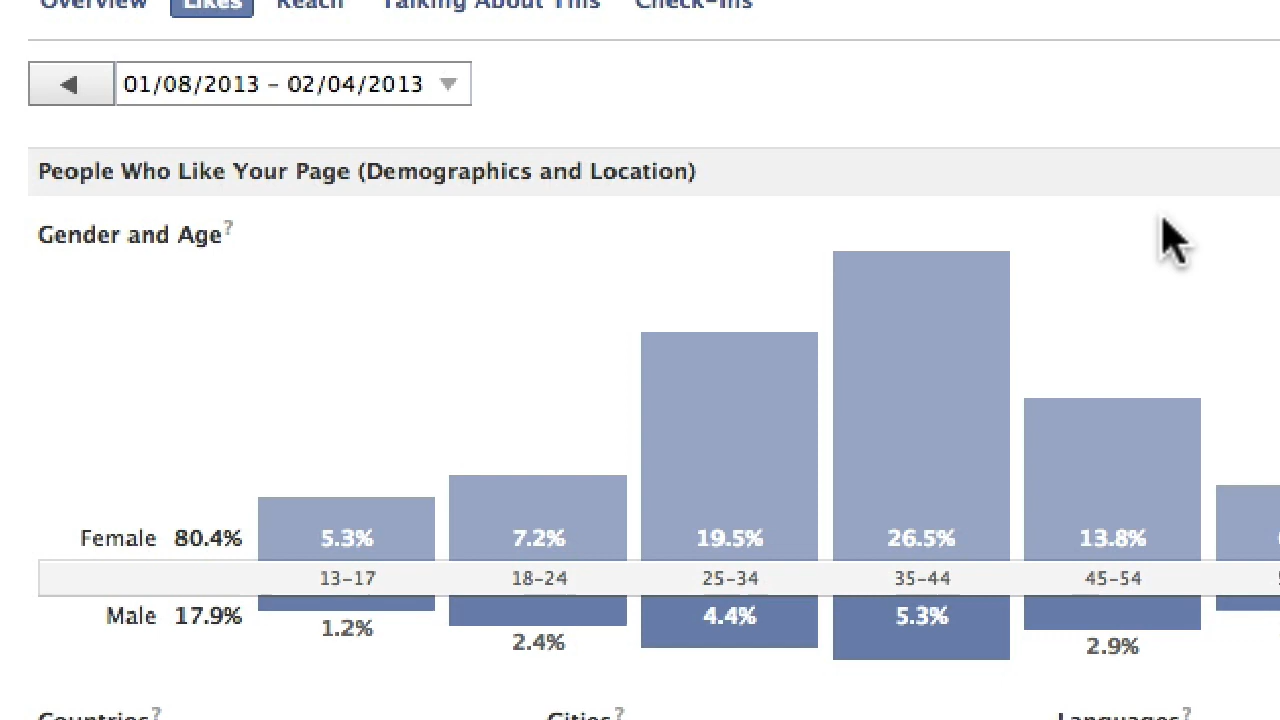 Overview Likes Reach Talking About This Check-Ins
01/08/2013 - 02/04/2013
People Who Like Your Page (Demographics and Location)
Gender and Age?
Female 80.4% 5.3% 7.2% 19.5% 26.5% 13.8%
13-17 18-24 25-34 35-44 45-54
Male 17.9% 1.2% 2.4% 4.4% 5.3% 2.9%
Countries? Cities? Languages?